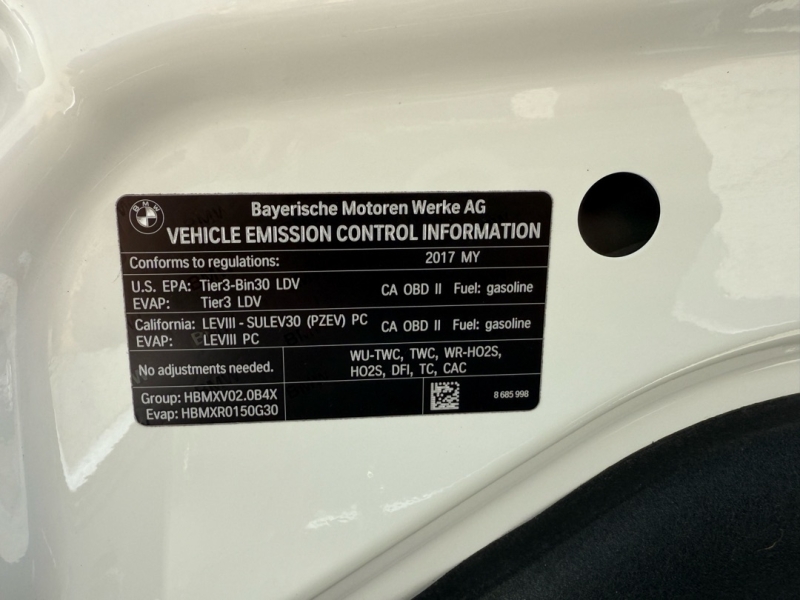 BMW
Bayerische Motoren Werke AG
VEHICLE EMISSION CONTROL INFORMATION
Conforms to regulations: 2017 MY
U.S. EPA: Tier3-Bin30 LDV CA OBD II Fuel: gasoline
EVAP: Tier3 LDV
California: LEVIII - SULEV30 (PZEV) PC CA OBD II Fuel: gasoline
EVAP: LEVIII PC
No adjustments needed.
WU-TWC, TWC, WR-HO2S,
HO2S, DFI, TC, CAC
Group: HBMXV02.0B4X
Evap: HBMXR0150G30
8 685 998